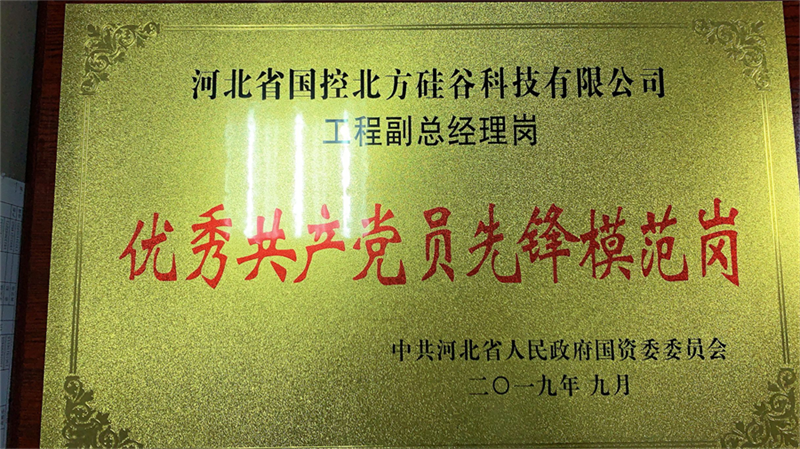 河北省国控北方硅谷科技有限公司
工程副总经理岗
优秀共产党员先锋模范岗
中共河北省人民政府国资委委员会
二〇一九年 九月